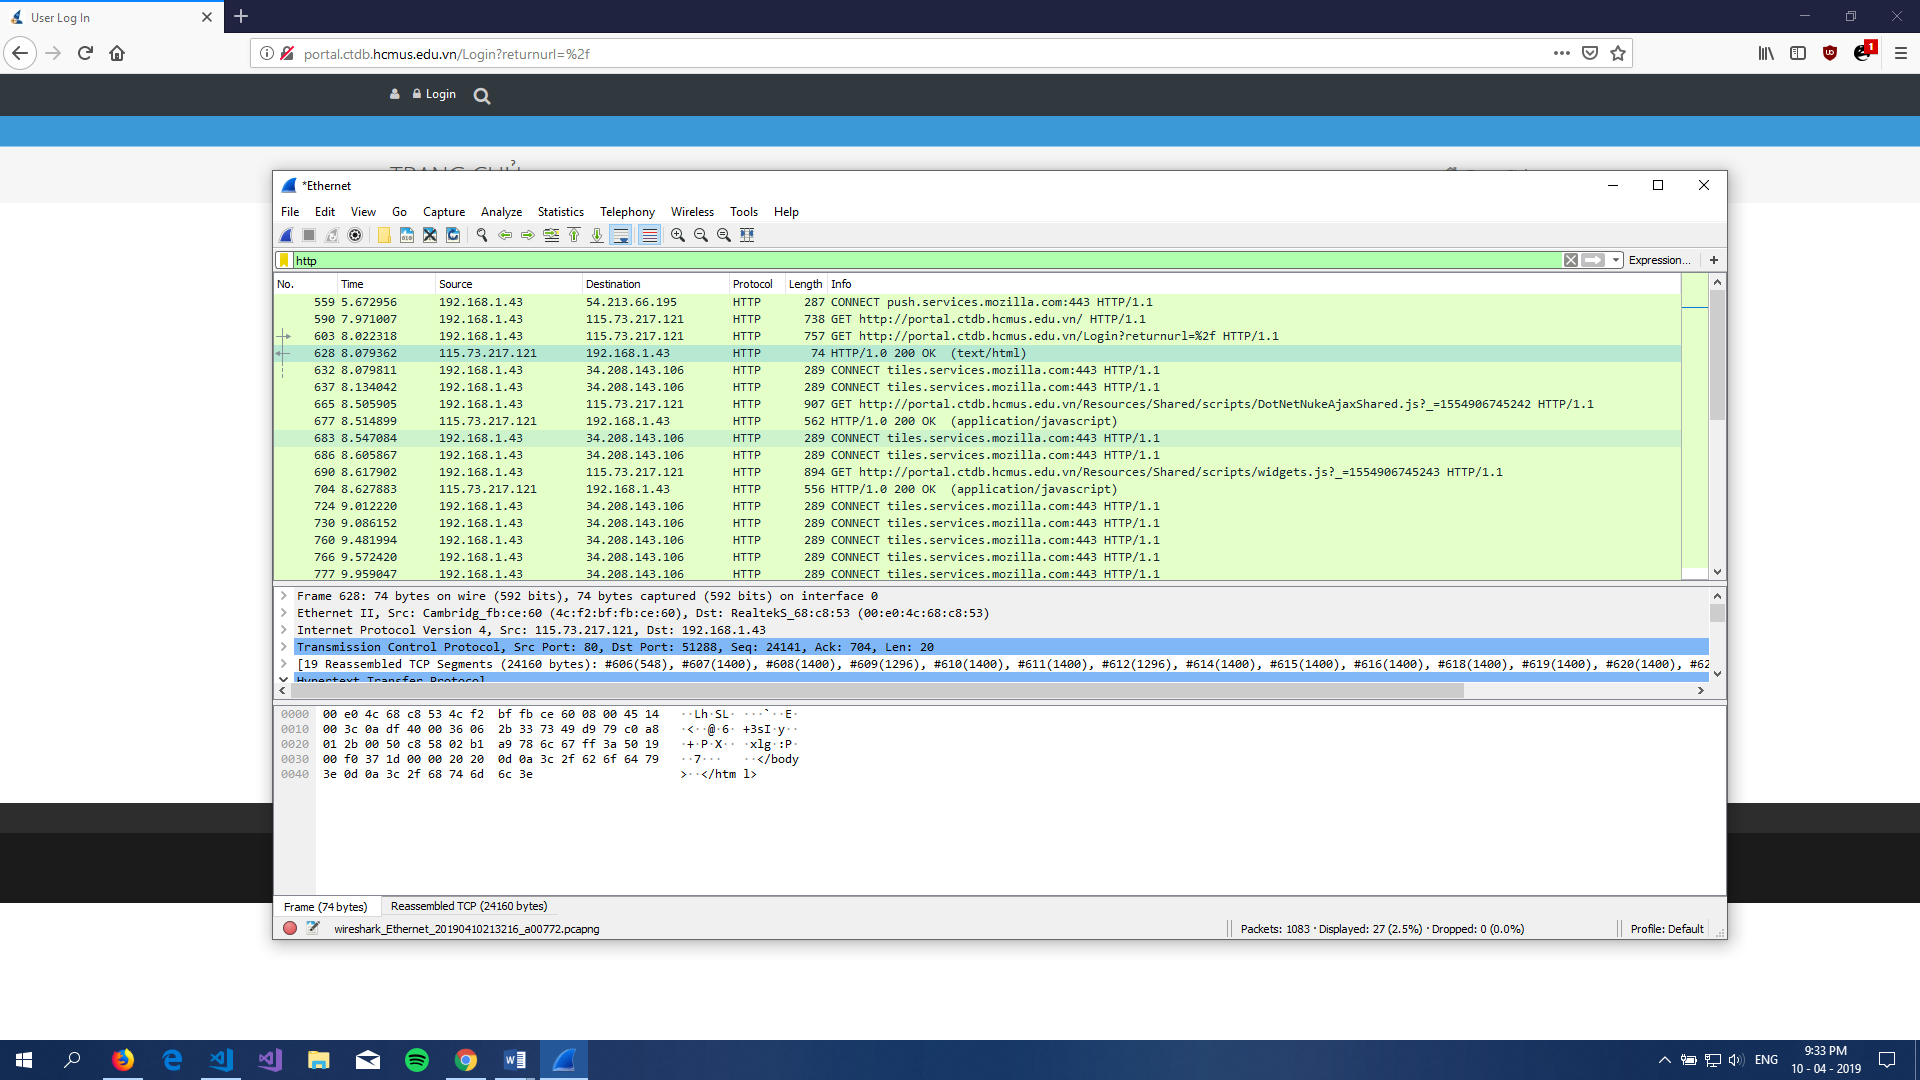 User Log In
portal.ctdb.hcmus.edu.vn/Login?returnurl=%2f
1
Login
TRANG CHỦ
*Ethernet
File Edit View Go Capture Analyze Statistics Telephony Wireless Tools Help
http
Expression...
No. Time Source Destination Protocol Length Info
559 5.672956 192.168.1.43 54.213.66.195 HTTP 287 CONNECT push.services.mozilla.com:443 HTTP/1.1
590 7.971007 192.168.1.43 115.73.217.121 HTTP 738 GET http://portal.ctdb.hcmus.edu.vn/ HTTP/1.1
603 8.022318 192.168.1.43 115.73.217.121 HTTP 757 GET http://portal.ctdb.hcmus.edu.vn/Login?returnurl=%2f HTTP/1.1
628 8.079362 115.73.217.121 192.168.1.43 HTTP 74 HTTP/1.0 200 OK (text/html)
632 8.079811 192.168.1.43 34.208.143.106 HTTP 289 CONNECT tiles.services.mozilla.com:443 HTTP/1.1
637 8.134042 192.168.1.43 34.208.143.106 HTTP 289 CONNECT tiles.services.mozilla.com:443 HTTP/1.1
665 8.505905 192.168.1.43 115.73.217.121 HTTP 907 GET http://portal.ctdb.hcmus.edu.vn/Resources/Shared/scripts/DotNetNukeAjaxShared.js?_=1554906745242 HTTP/1.1
677 8.514899 115.73.217.121 192.168.1.43 HTTP 562 HTTP/1.0 200 OK (application/javascript)
683 8.547084 192.168.1.43 34.208.143.106 HTTP 289 CONNECT tiles.services.mozilla.com:443 HTTP/1.1
686 8.605867 192.168.1.43 34.208.143.106 HTTP 289 CONNECT tiles.services.mozilla.com:443 HTTP/1.1
690 8.617902 192.168.1.43 115.73.217.121 HTTP 894 GET http://portal.ctdb.hcmus.edu.vn/Resources/Shared/scripts/widgets.js?_=1554906745243 HTTP/1.1
704 8.627883 115.73.217.121 192.168.1.43 HTTP 556 HTTP/1.0 200 OK (application/javascript)
724 9.012220 192.168.1.43 34.208.143.106 HTTP 289 CONNECT tiles.services.mozilla.com:443 HTTP/1.1
730 9.086152 192.168.1.43 34.208.143.106 HTTP 289 CONNECT tiles.services.mozilla.com:443 HTTP/1.1
760 9.481994 192.168.1.43 34.208.143.106 HTTP 289 CONNECT tiles.services.mozilla.com:443 HTTP/1.1
766 9.572420 192.168.1.43 34.208.143.106 HTTP 289 CONNECT tiles.services.mozilla.com:443 HTTP/1.1
777 9.959047 192.168.1.43 34.208.143.106 HTTP 289 CONNECT tiles.services.mozilla.com:443 HTTP/1.1
Frame 628: 74 bytes on wire (592 bits), 74 bytes captured (592 bits) on interface 0
Ethernet II, Src: Cambridg_fb:ce:60 (4c:f2:bf:fb:ce:60), Dst: RealtekS_68:c8:53 (00:e0:4c:68:c8:53)
Internet Protocol Version 4, Src: 115.73.217.121, Dst: 192.168.1.43
Transmission Control Protocol, Src Port: 80, Dst Port: 51288, Seq: 24141, Ack: 704, Len: 20
[19 Reassembled TCP Segments (24160 bytes): #606(548), #607(1400), #608(1400), #609(1296), #610(1400), #611(1400), #612(1296), #614(1400), #615(1400), #616(1400), #618(1400), #619(1400), #620(1400), #62
Hypertext Transfer Protocol
0000 00 e0 4c 68 c8 53 4c f2 bf fb ce 60 08 00 45 14 ··Lh·SL· ···`··E·
0010 00 3c 0a df 40 00 36 06 2b 33 73 49 d9 79 c0 a8 ·<··@·6· +3sI·y··
0020 01 2b 00 50 c8 58 02 b1 a9 78 6c 67 ff 3a 50 19 ·+·P·X·· ·xlg·:P·
0030 00 f0 37 1d 00 00 20 20 0d 0a 3c 2f 62 6f 64 79 ··7··· ··</body
0040 3e 0d 0a 3c 2f 68 74 6d 6c 3e >··</htm l>
Frame (74 bytes) Reassembled TCP (24160 bytes)
wireshark_Ethernet_20190410213216_a00772.pcapng Packets: 1083 · Displayed: 27 (2.5%) · Dropped: 0 (0.0%) Profile: Default
ENG
9:33 PM
10 - 04 - 2019